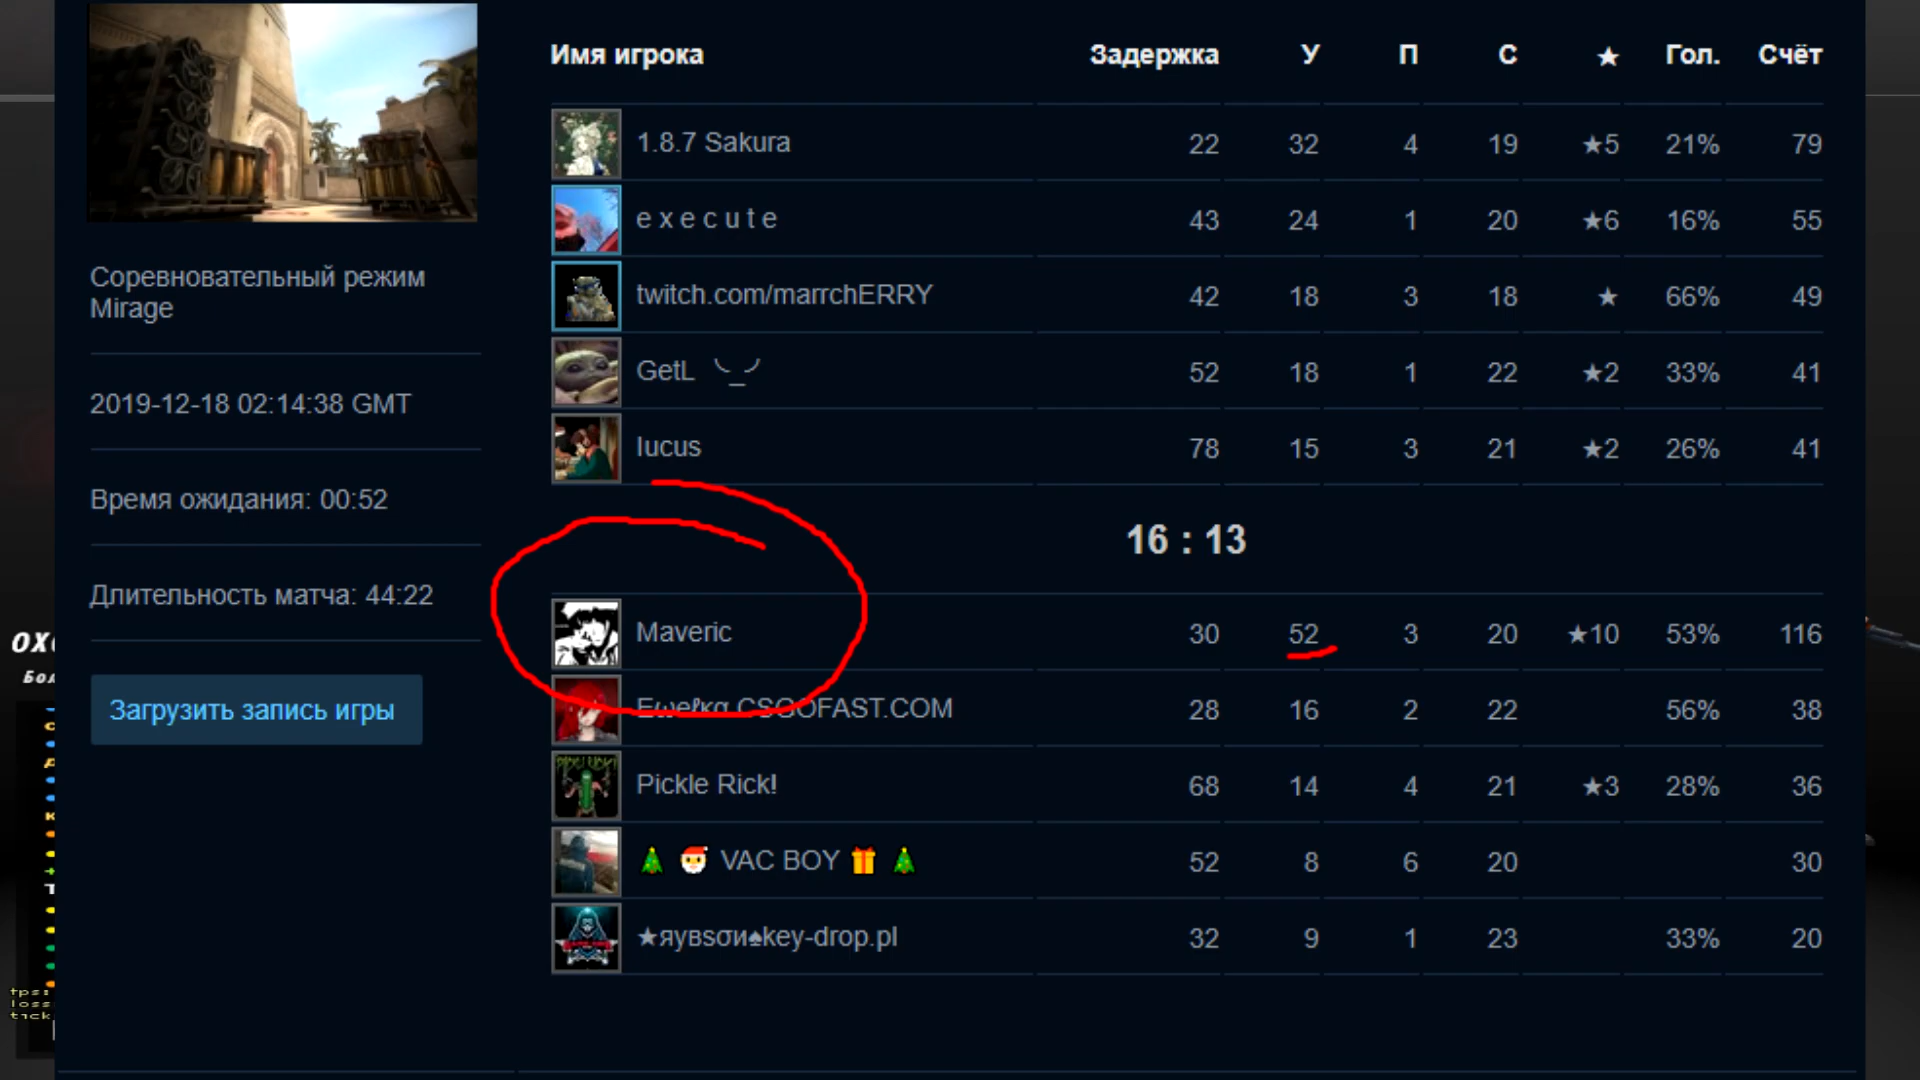 Имя игрока Задержка У П С ★ Гол. Счёт
1.8.7 Sakura 22 32 4 19 ★5 21% 79
e x e c u t e 43 24 1 20 ★6 16% 55
twitch.com/marrchERRY 42 18 3 18 ★ 66% 49
GetL ╰_╯ 52 18 1 22 ★2 33% 41
lucus 78 15 3 21 ★2 26% 41
16 : 13
Maveric 30 52 3 20 ★10 53% 116
Eωeℓкα CSGOFAST.COM 28 16 2 22 56% 38
Pickle Rick! 68 14 4 21 ★3 28% 36
🎄 🎅 VAC BOY 🎁 🎄 52 8 6 20 30
★яувsσи♠key-drop.pl 32 9 1 23 33% 20
Соревновательный режим
Mirage
2019-12-18 02:14:38 GMT
Время ожидания: 00:52
Длительность матча: 44:22
Загрузить запись игры
fps:
loss
tick